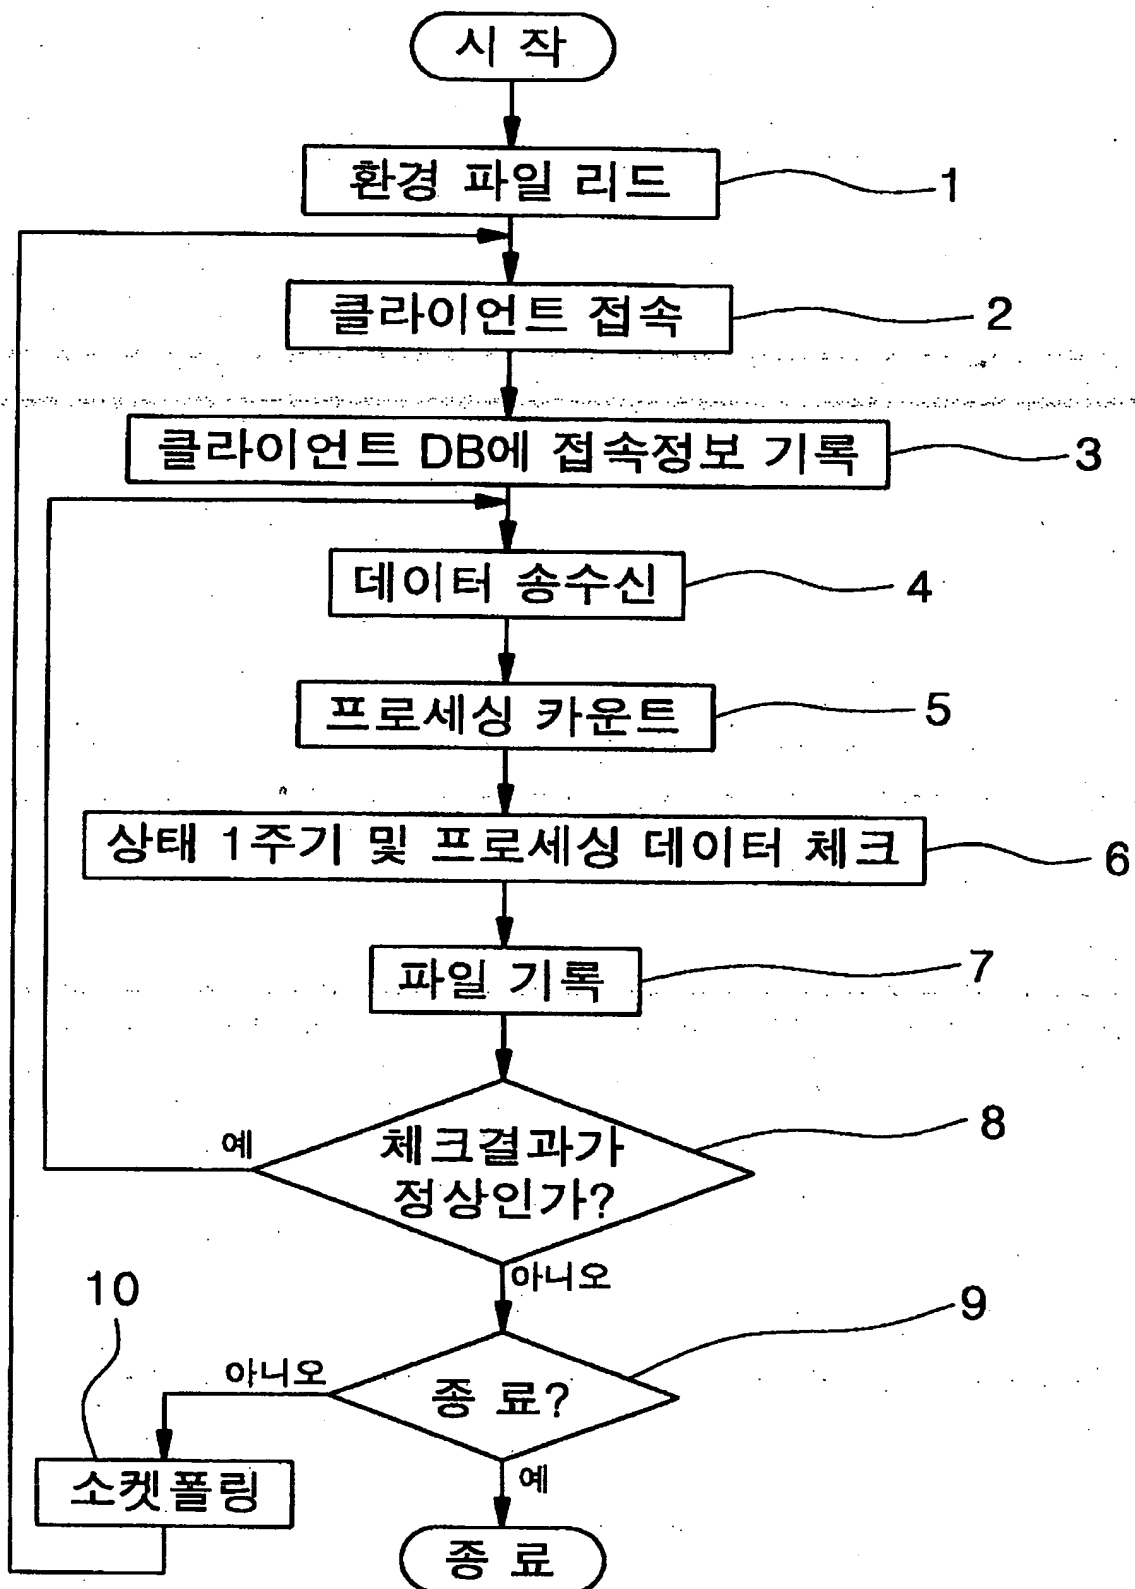 시 작
환경 파일 리드
1
클라이언트 접속
2
클라이언트 DB에 접속정보 기록
3
데이터 송수신
4
프로세싱 카운트
5
상태 1주기 및 프로세싱 데이터 체크
6
파일 기록
7
체크결과가
정상인가?
8
예
아니오
종 료?
9
아니오
예
10
소켓폴링
종 료